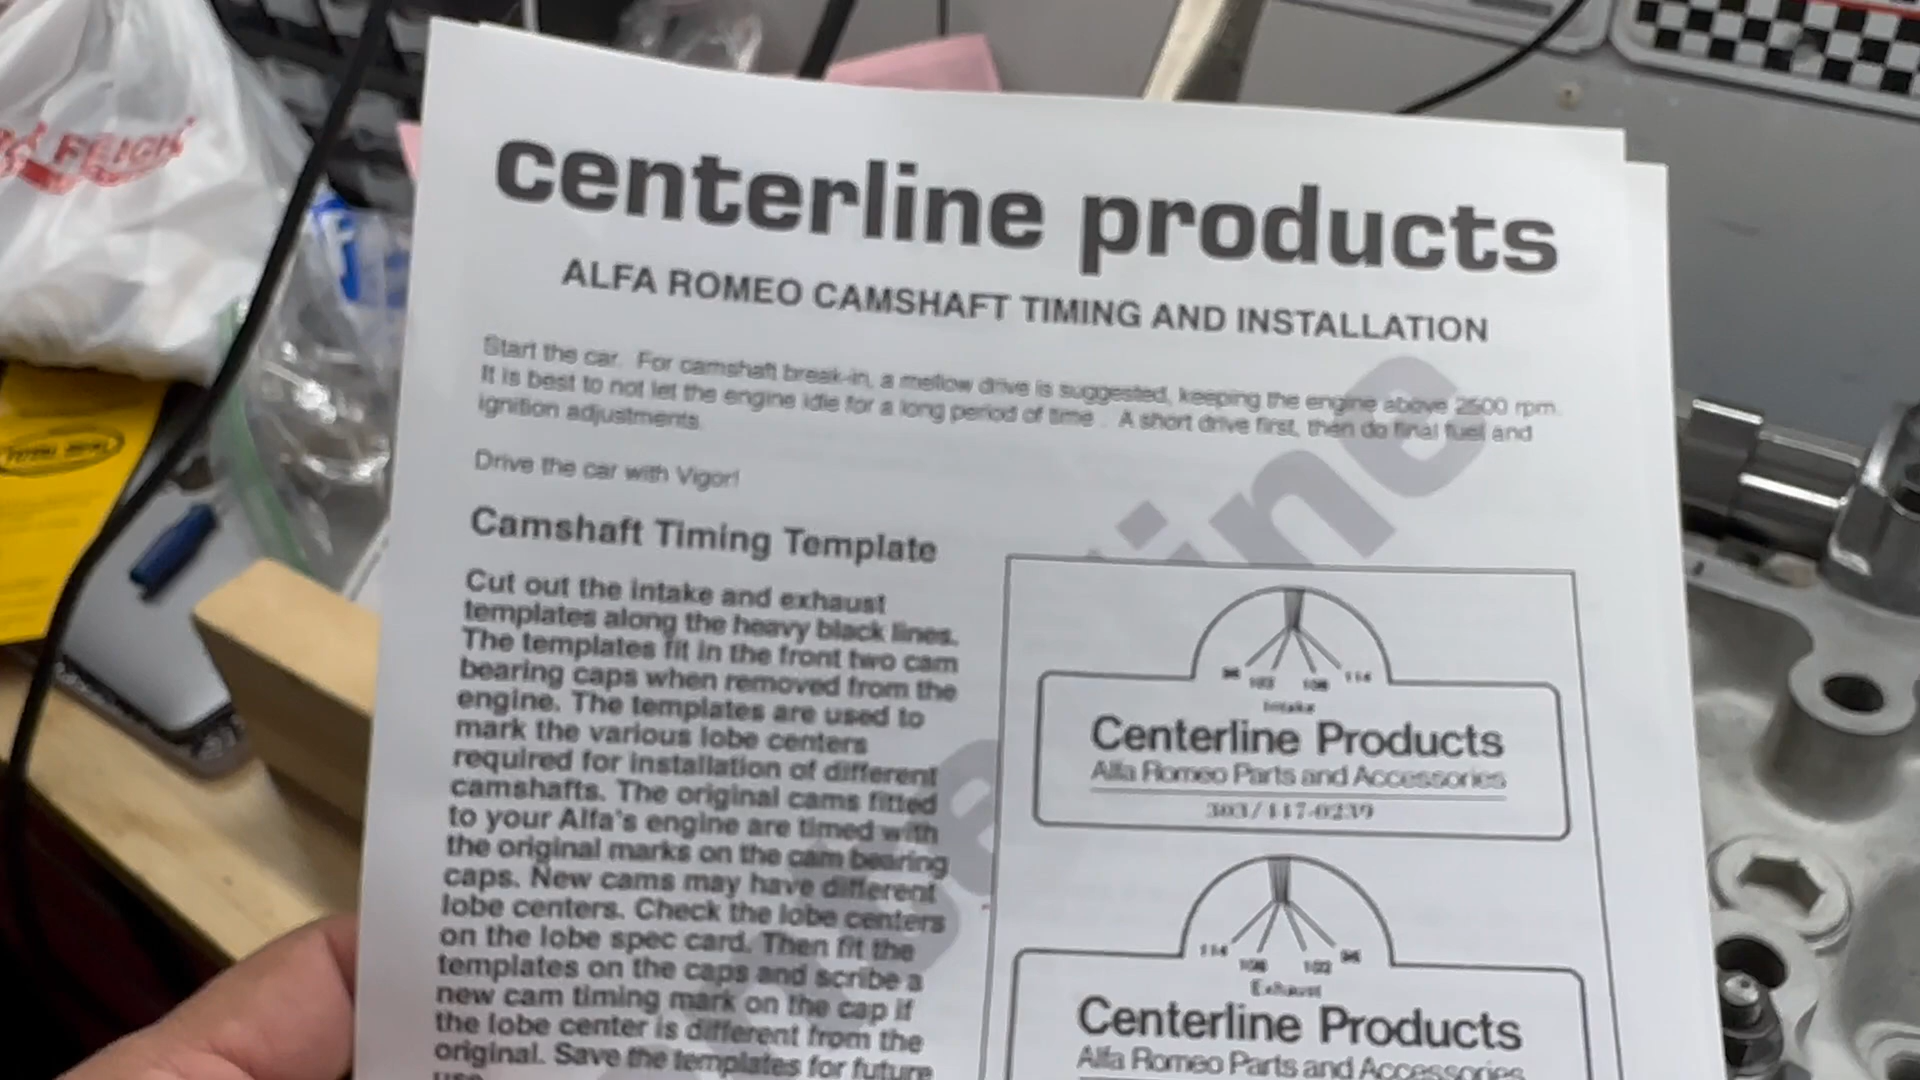 centerline products
ALFA ROMEO CAMSHAFT TIMING AND INSTALLATION
Start the car. For camshaft break-in, a mellow drive is suggested, keeping the engine above 2500 rpm.
It is best to not let the engine idle for a long period of time. A short drive first, then do final fuel and
ignition adjustments.
Drive the car with Vigor!
Camshaft Timing Template
Cut out the intake and exhaust
templates along the heavy black lines.
The templates fit in the front two cam
bearing caps when removed from the
engine. The templates are used to
mark the various lobe centers
required for installation of different
camshafts. The original cams fitted
to your Alfa's engine are timed with
the original marks on the cam bearing
caps. New cams may have different
lobe centers. Check the lobe centers
on the lobe spec card. Then fit the
templates on the caps and scribe a
new cam timing mark on the cap if
the lobe center is different from the
original. Save the templates for future
use.
102 108 114
Intake
Centerline Products
Alfa Romeo Parts and Accessories
114 108 102
Exhaust
Centerline Products
Alfa Romeo Parts and Accessories